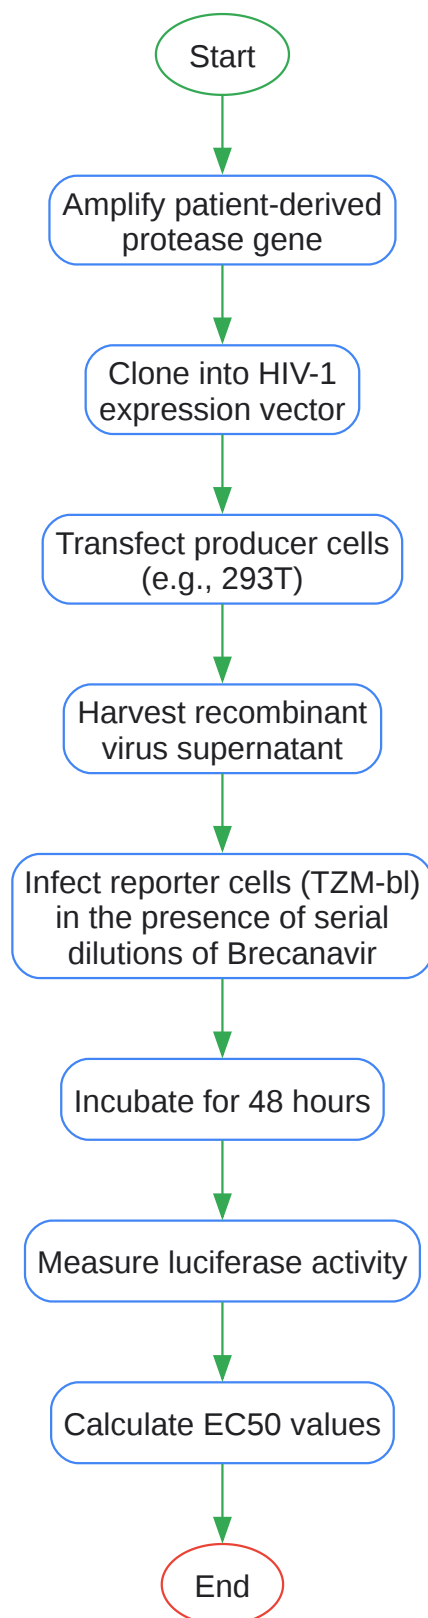 Start
Amplify patient-derived
protease gene
Clone into HIV-1
expression vector
Transfect producer cells
(e.g., 293T)
Harvest recombinant
virus supernatant
Infect reporter cells (TZM-bl)
in the presence of serial
dilutions of Brecanavir
Incubate for 48 hours
Measure luciferase activity
Calculate EC50 values
End